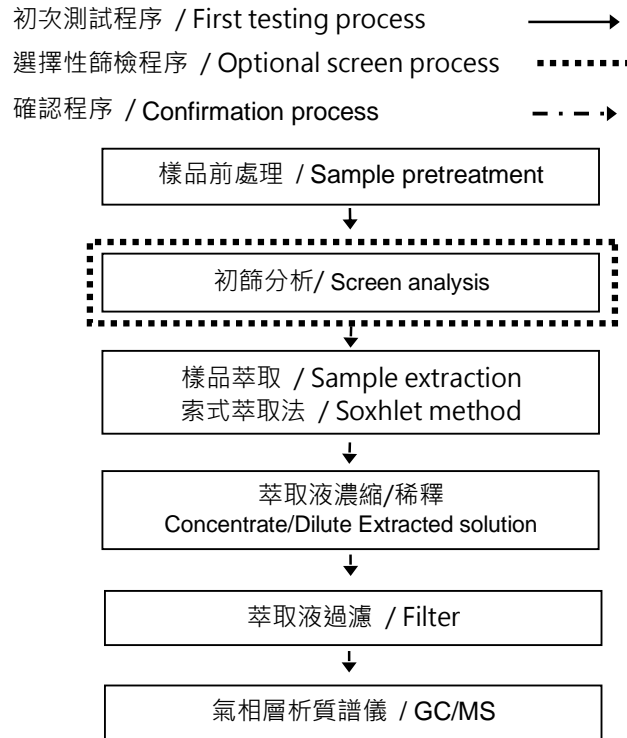 初次測試程序 / First testing process
選擇性篩檢程序 / Optional screen process
確認程序 / Confirmation process
樣品前處理 / Sample pretreatment
初篩分析/ Screen analysis
樣品萃取 / Sample extraction
索式萃取法 / Soxhlet method
萃取液濃縮/稀釋
Concentrate/Dilute Extracted solution
萃取液過濾 / Filter
氣相層析質譜儀 / GC/MS